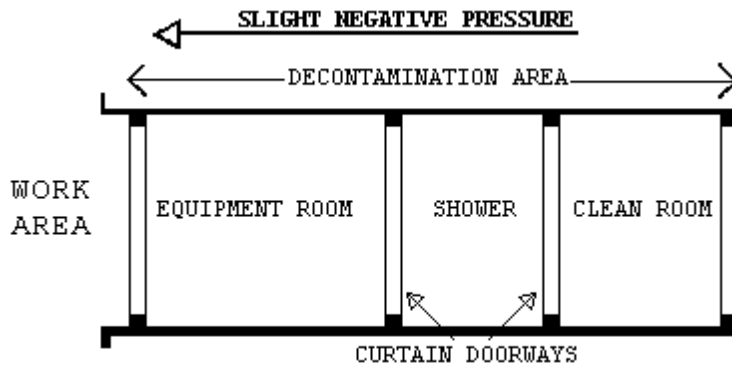 SLIGHT NEGATIVE PRESSURE
DECONTAMINATION AREA
WORK
AREA
EQUIPMENT ROOM
SHOWER
CLEAN ROOM
CURTAIN DOORWAYS